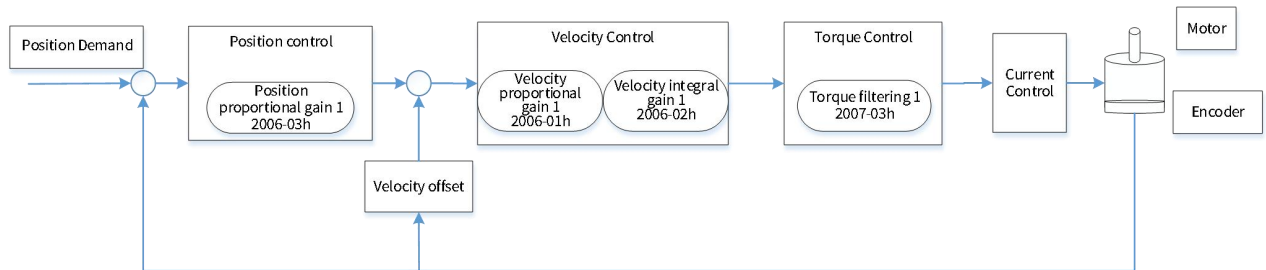 Position Demand
Position control
Position
proportional gain 1
2006-03h
Velocity offset
Velocity Control
Velocity
proportional
gain 1
2006-01h
Velocity integral
gain 1
2006-02h
Torque Control
Torque filtering 1
2007-03h
Current
Control
Motor
Encoder